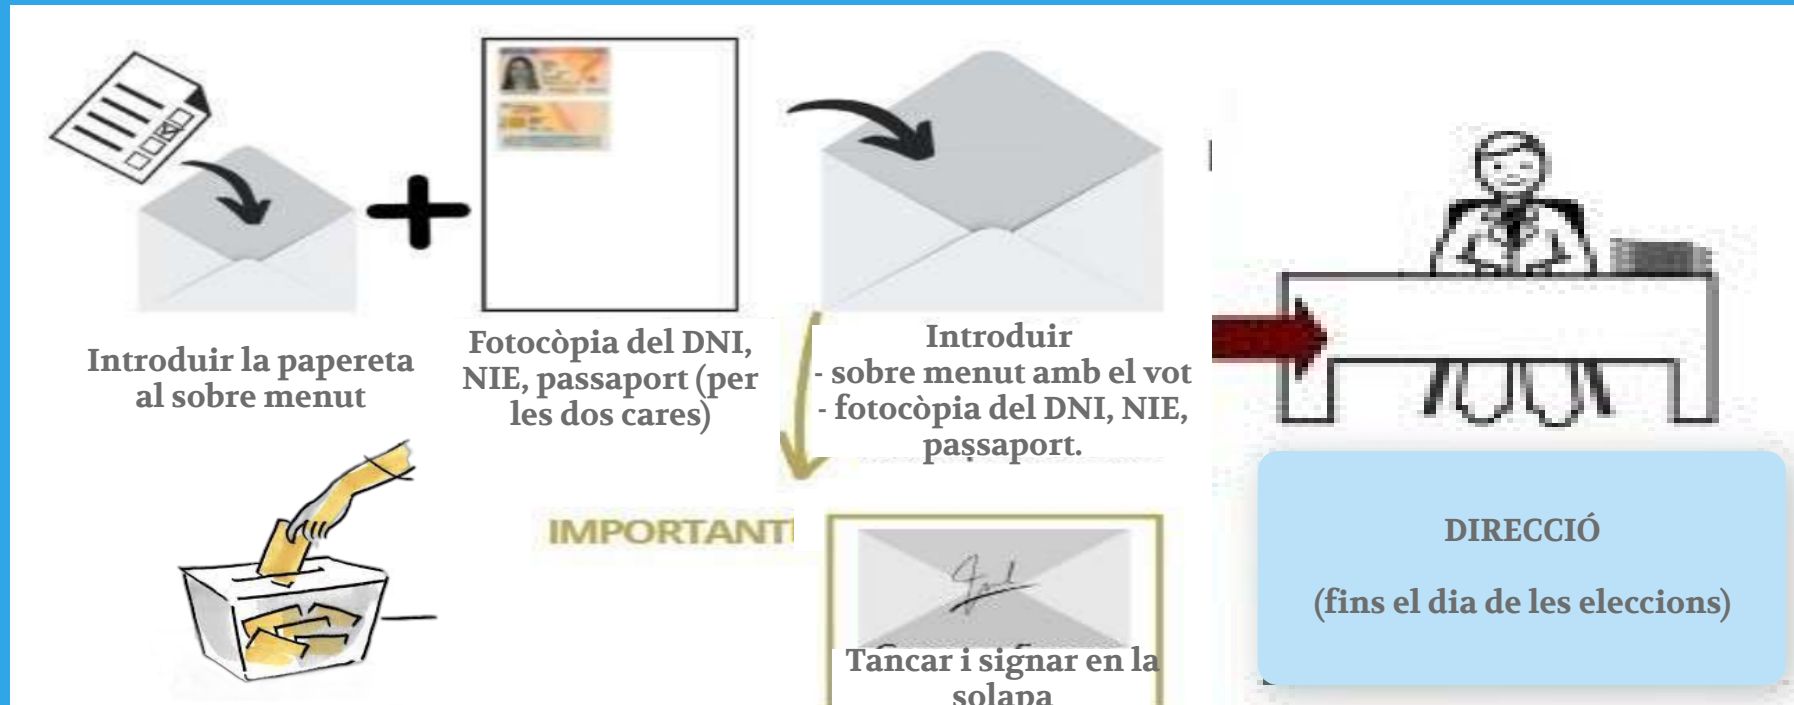 Introduir la papereta
al sobre menut
Fotocòpia del DNI,
NIE, passaport (per
les dos cares)
Introduir
- sobre menut amb el vot
- fotocòpia del DNI, NIE,
passaport.
IMPORTANT
Tancar i signar en la
solapa
DIRECCIÓ
(fins el dia de les eleccions)